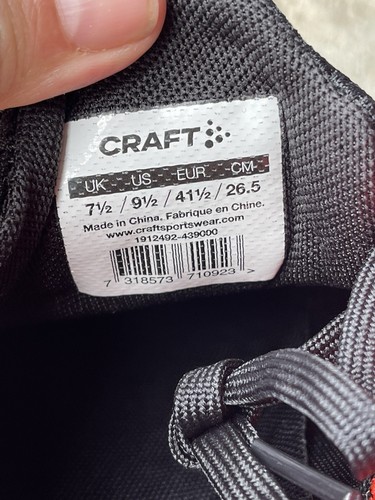 CRAFT
UK US EUR CM
7½ / 9½ / 41½ / 26.5
Made in China. Fabrique en Chine.
www.craftsportswear.com
1912492-439000
7 318573 710923 >